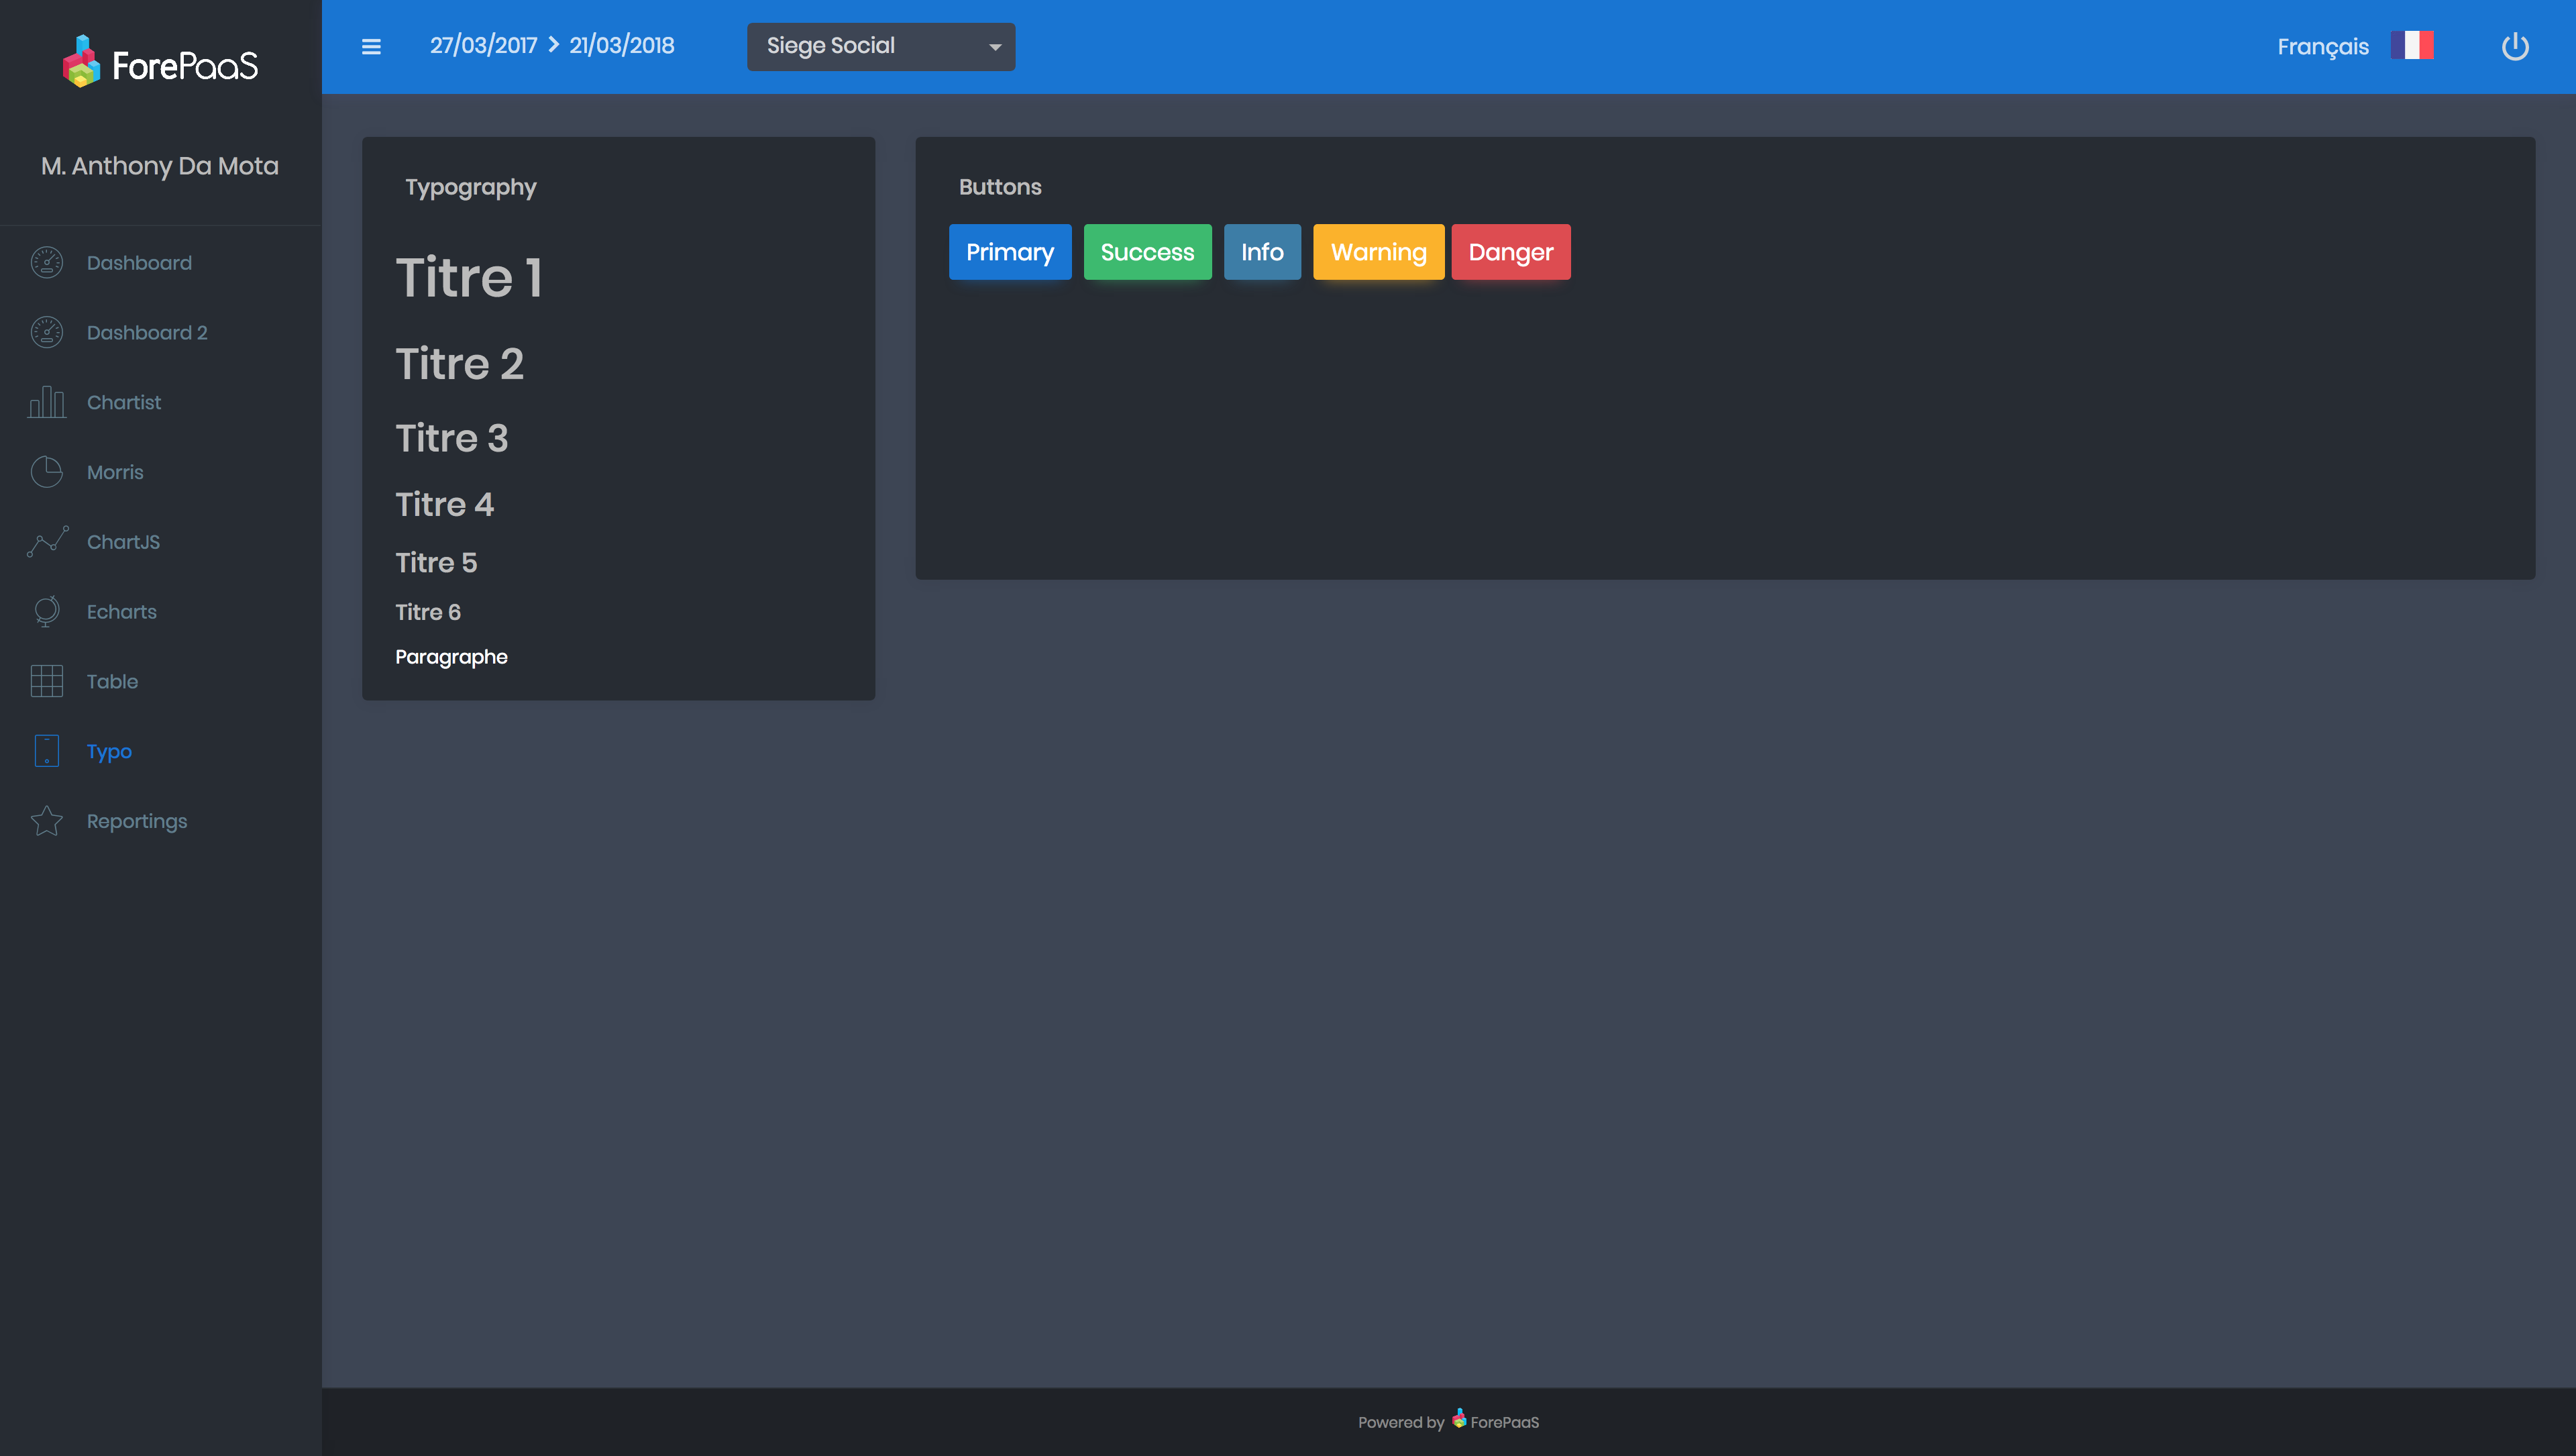 ForePaaS
M. Anthony Da Mota
Dashboard
Dashboard 2
Chartist
Morris
ChartJS
Echarts
Table
Typo
Reportings
27/03/2017 > 21/03/2018
Siege Social
Français
Typography
Titre 1
Titre 2
Titre 3
Titre 4
Titre 5
Titre 6
Paragraphe
Buttons
Primary Success Info Warning Danger
Powered by ForePaaS